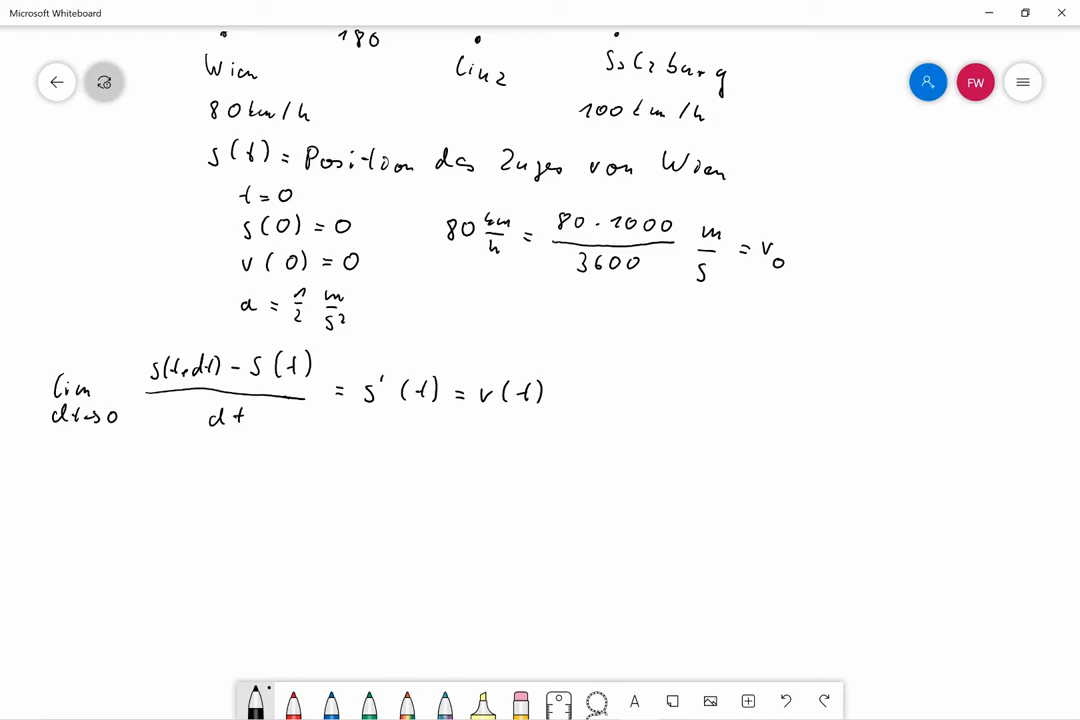 Microsoft Whiteboard
180
Wien Linz Salzburg
80 km/h 100 km/h
s(t) = Position des Zuges von Wien
t = 0
s(0) = 0 80 km/h = 80 · 1000 / 3600 m/s = v₀
v(0) = 0
a = 1/2 m/s²
lim dt→0 s(t+dt) - s(t) / dt = s'(t) = v(t)
FW
A